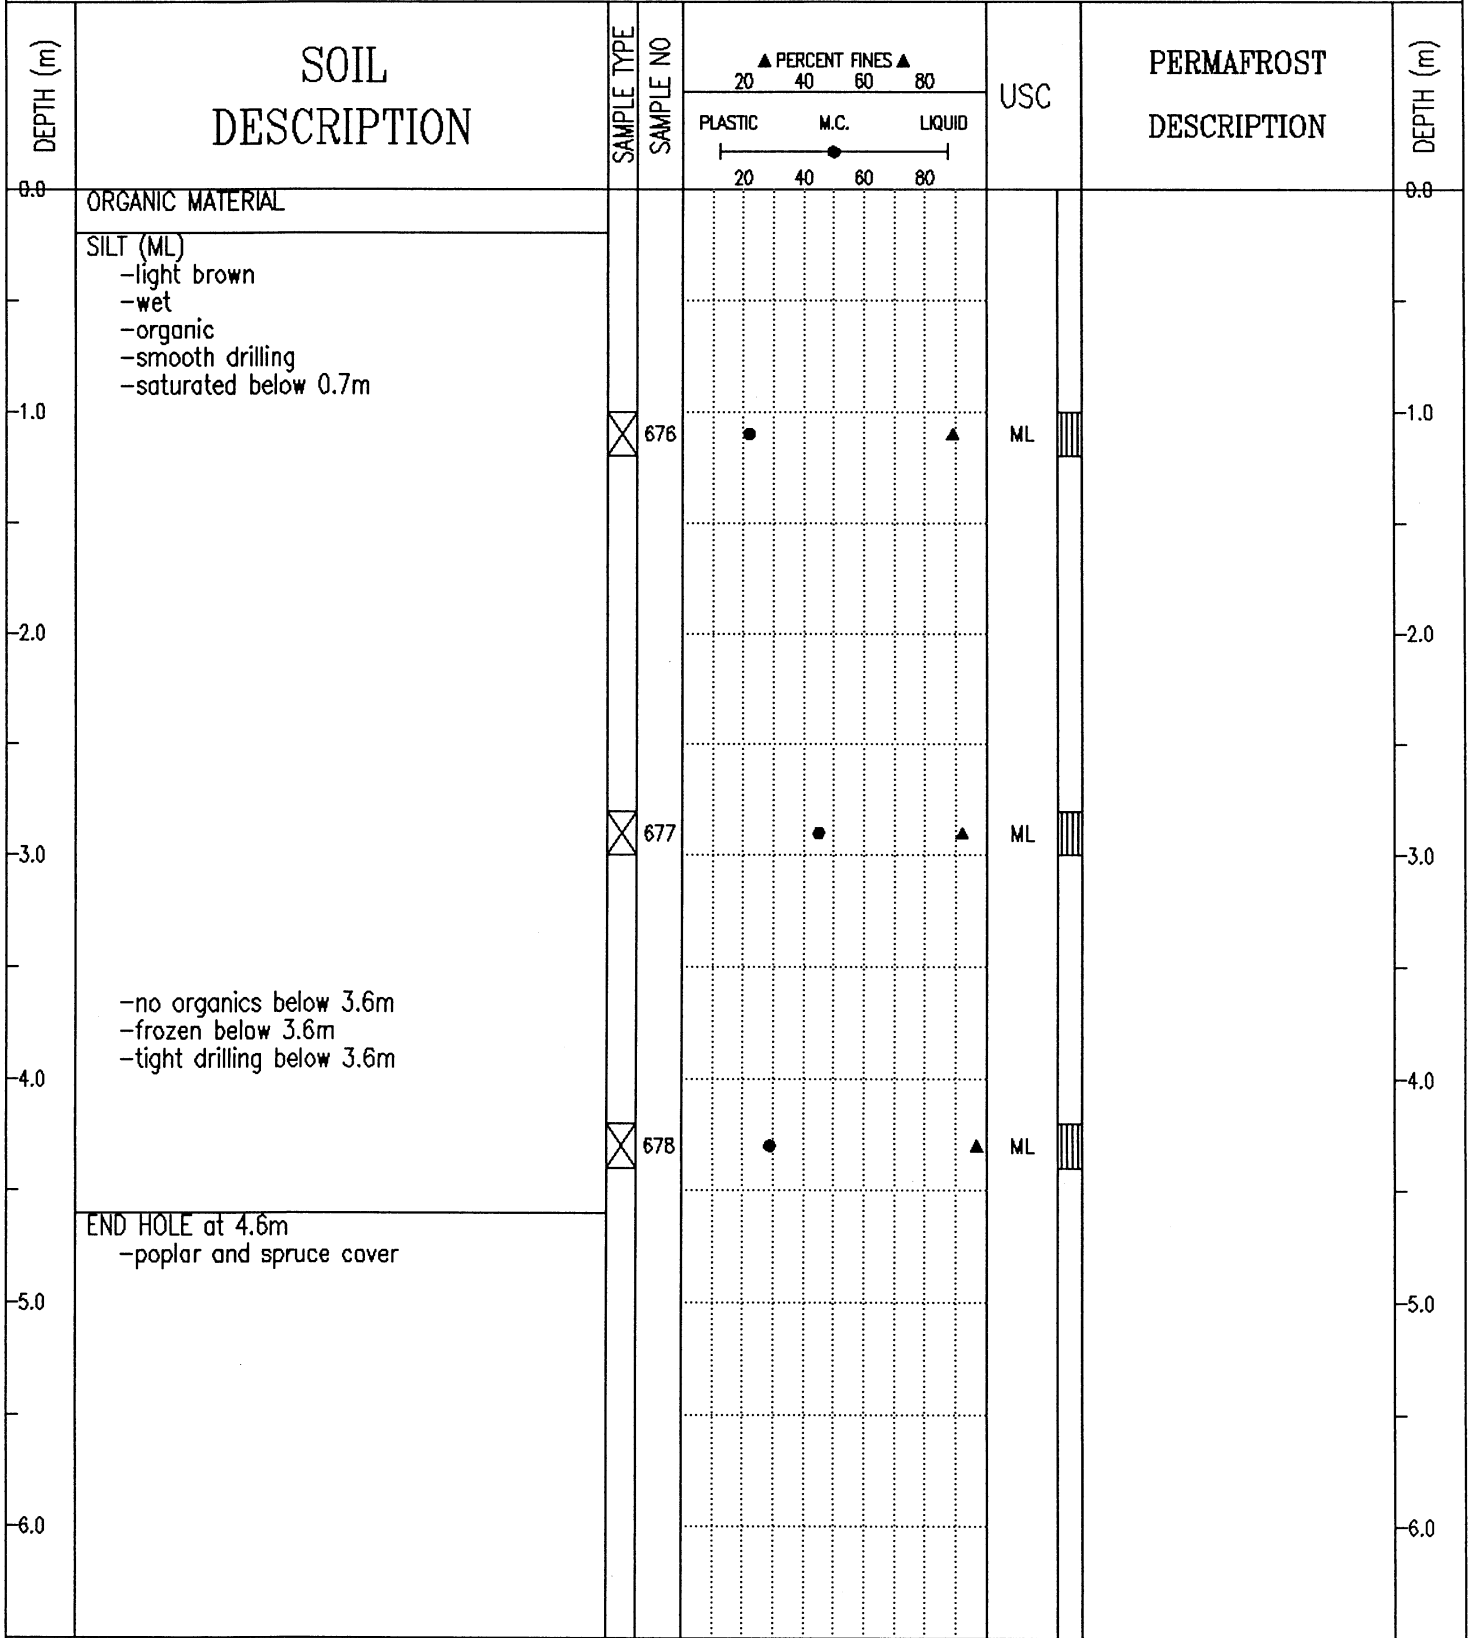 DEPTH (m)
SOIL
DESCRIPTION
SAMPLE TYPE
SAMPLE NO
▲ PERCENT FINES ▲
20 40 60 80
PLASTIC M.C. LIQUID
20 40 60 80
USC
PERMAFROST
DESCRIPTION
DEPTH (m)
0.0 0.0
ORGANIC MATERIAL
SILT (ML)
-light brown
-wet
-organic
-smooth drilling
-saturated below 0.7m
1.0 1.0
676 ML
2.0 2.0
677 ML
3.0 3.0
-no organics below 3.6m
-frozen below 3.6m
-tight drilling below 3.6m
4.0 4.0
678 ML
END HOLE at 4.6m
-poplar and spruce cover
5.0 5.0
6.0 6.0